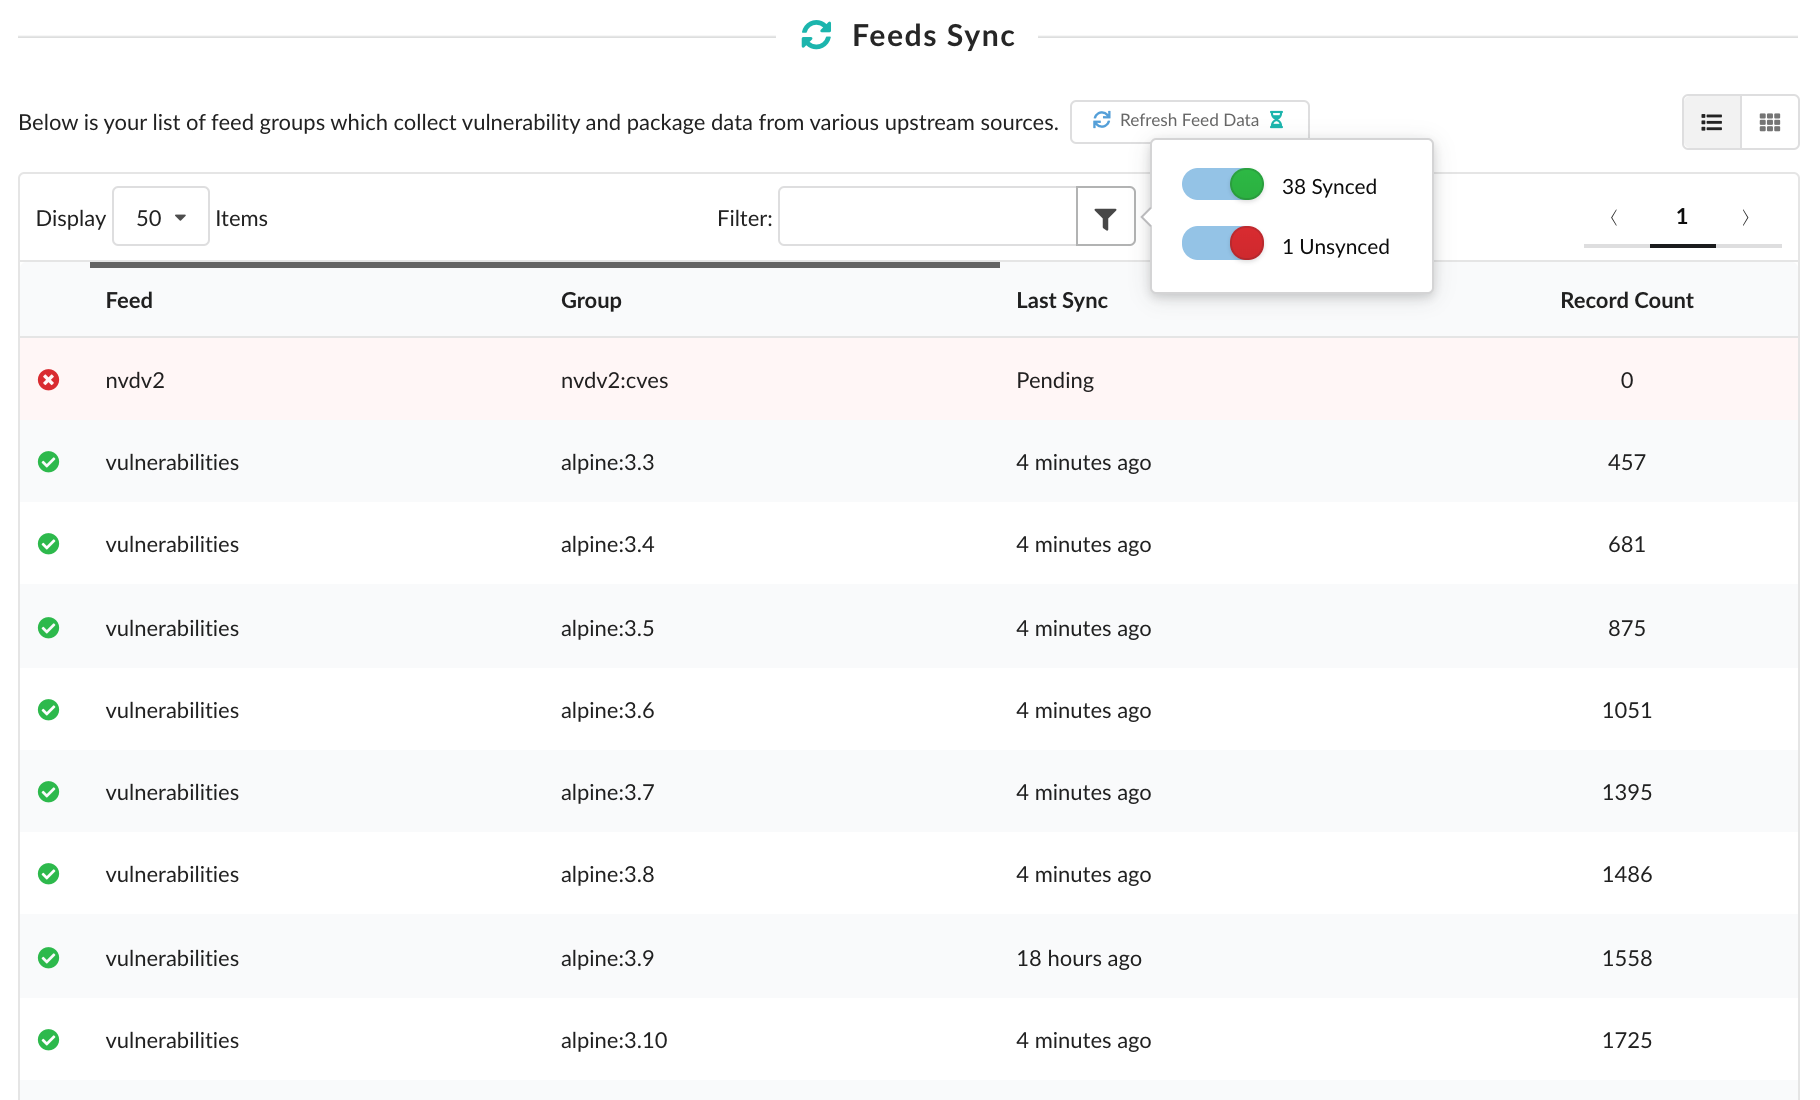 Feeds Sync
Below is your list of feed groups which collect vulnerability and package data from various upstream sources. Refresh Feed Data
38 Synced
1 Unsynced
Display 50 Items Filter: 1
Feed Group Last Sync Record Count
nvdv2 nvdv2:cves Pending 0
vulnerabilities alpine:3.3 4 minutes ago 457
vulnerabilities alpine:3.4 4 minutes ago 681
vulnerabilities alpine:3.5 4 minutes ago 875
vulnerabilities alpine:3.6 4 minutes ago 1051
vulnerabilities alpine:3.7 4 minutes ago 1395
vulnerabilities alpine:3.8 4 minutes ago 1486
vulnerabilities alpine:3.9 18 hours ago 1558
vulnerabilities alpine:3.10 4 minutes ago 1725